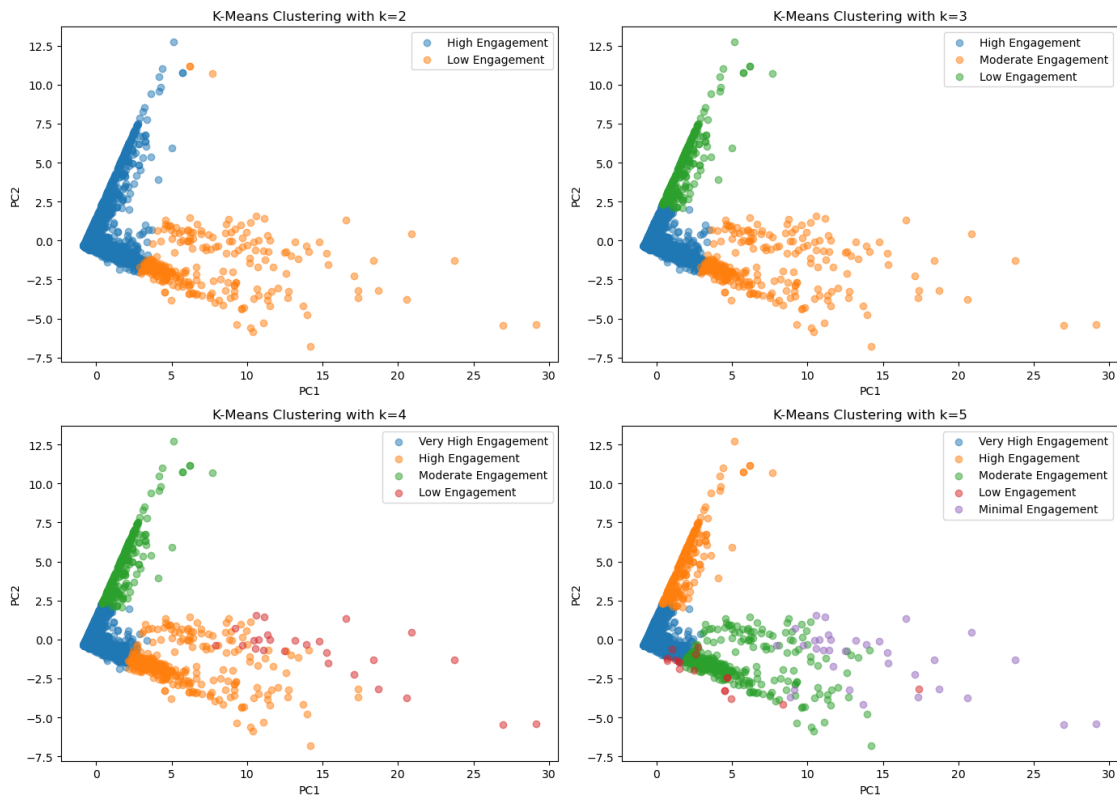 K-Means Clustering with k=2
12.5
10.0
7.5
5.0
2.5
0.0
−2.5
−5.0
−7.5
PC2
0 5 10 15 20 25 30
PC1
High Engagement
Low Engagement
K-Means Clustering with k=3
12.5
10.0
7.5
5.0
2.5
0.0
−2.5
−5.0
−7.5
PC2
0 5 10 15 20 25 30
PC1
High Engagement
Moderate Engagement
Low Engagement
K-Means Clustering with k=4
12.5
10.0
7.5
5.0
2.5
0.0
−2.5
−5.0
−7.5
PC2
0 5 10 15 20 25 30
PC1
Very High Engagement
High Engagement
Moderate Engagement
Low Engagement
K-Means Clustering with k=5
12.5
10.0
7.5
5.0
2.5
0.0
−2.5
−5.0
−7.5
PC2
0 5 10 15 20 25 30
PC1
Very High Engagement
High Engagement
Moderate Engagement
Low Engagement
Minimal Engagement